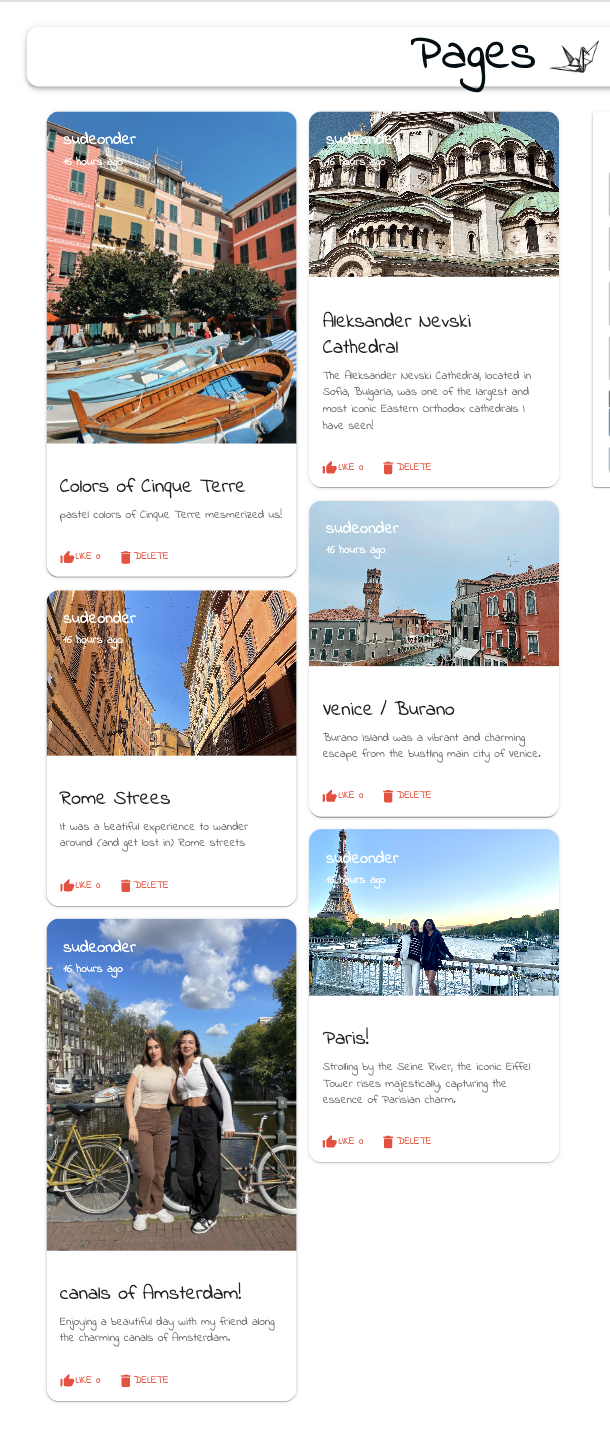 Pages
sudeonder
16 hours ago
Colors of Cinque Terre
pastel colors of Cinque Terre mesmerized us!
LIKE 0 DELETE
sudeonder
16 hours ago
Rome Strees
It was a beatiful experience to wander
around (and get lost in) Rome streets
LIKE 0 DELETE
sudeonder
16 hours ago
canals of Amsterdam!
Enjoying a beautiful day with my friend along
the charming canals of Amsterdam.
LIKE 0 DELETE
sudeonder
16 hours ago
Aleksander Nevski
Cathedral
The Aleksander Nevski Cathedral, located in
Sofia, Bulgaria, was one of the largest and
most iconic Eastern Orthodox cathedrals I
have seen!
LIKE 0 DELETE
sudeonder
16 hours ago
Venice / Burano
Burano Island was a vibrant and charming
escape from the bustling main city of Venice.
LIKE 0 DELETE
sudeonder
16 hours ago
Paris!
Strolling by the Seine River, the iconic Eiffel
Tower rises majestically, capturing the
essence of Parisian charm.
LIKE 0 DELETE